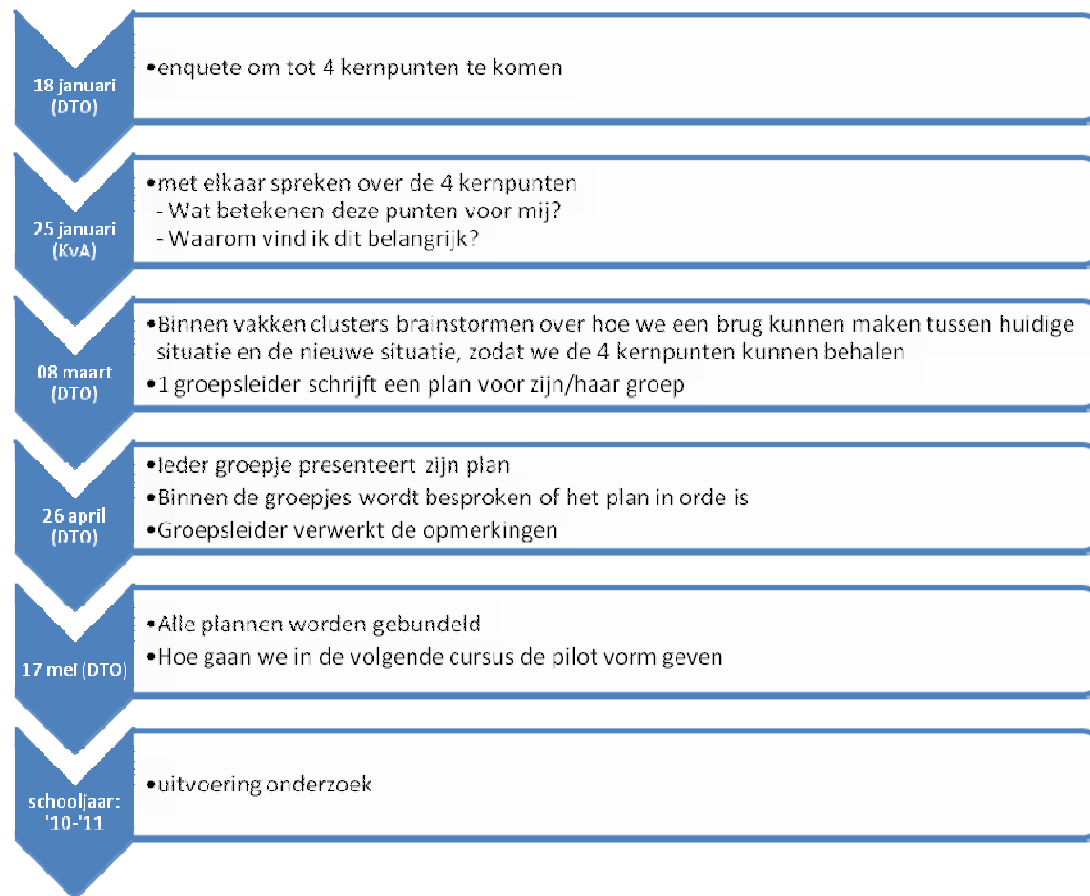 18 januari
(DTO)
•enquete om tot 4 kernpunten te komen
25 januari
(KvA)
•met elkaar spreken over de 4 kernpunten
- Wat betekenen deze punten voor mij?
- Waarom vind ik dit belangrijk?
08 maart
(DTO)
•Binnen vakken clusters brainstormen over hoe we een brug kunnen maken tussen huidige
situatie en de nieuwe situatie, zodat we de 4 kernpunten kunnen behalen
•1 groepsleider schrijft een plan voor zijn/haar groep
26 april
(DTO)
•Ieder groepje presenteert zijn plan
•Binnen de groepjes wordt besproken of het plan in orde is
•Groepsleider verwerkt de opmerkingen
17 mei (DTO)
•Alle plannen worden gebundeld
•Hoe gaan we in de volgende cursus de pilot vorm geven
schooljaar:
'10-'11
•uitvoering onderzoek